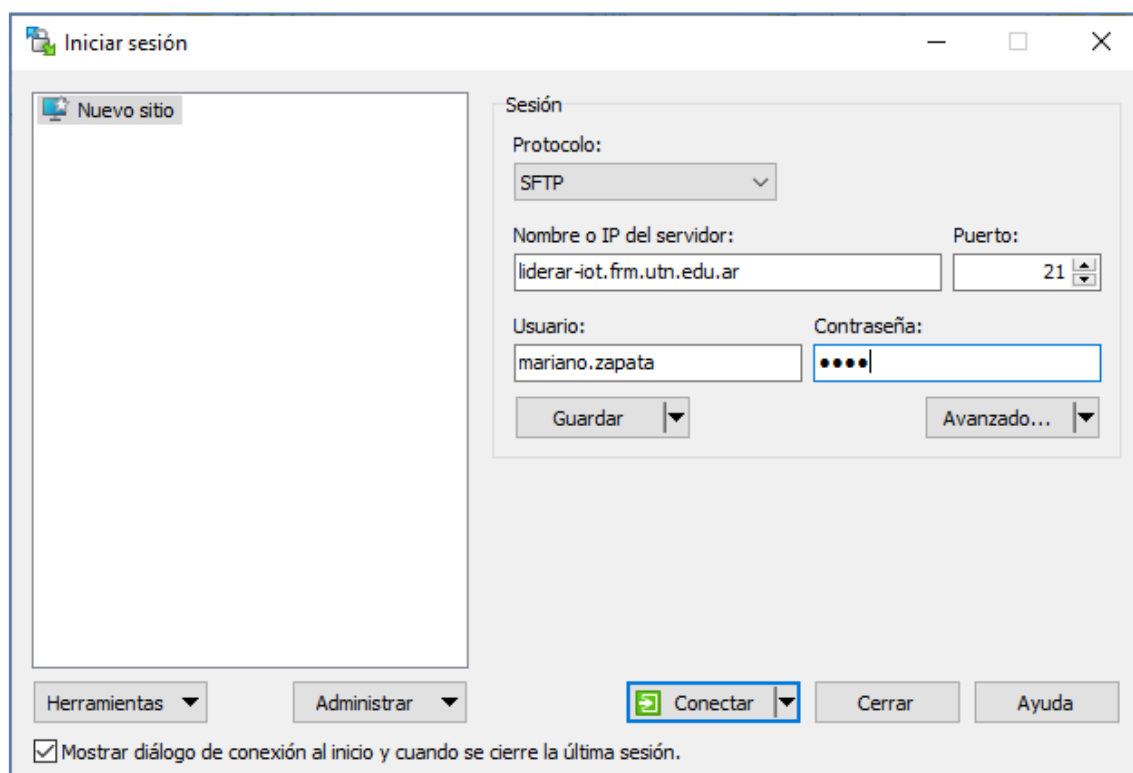 Iniciar sesión
Nuevo sitio
Sesión
Protocolo:
SFTP
Nombre o IP del servidor: Puerto:
liderar-iot.frm.utn.edu.ar 21
Usuario: Contraseña:
mariano.zapata ••••
Guardar Avanzado...
Herramientas Administrar Conectar Cerrar Ayuda
Mostrar diálogo de conexión al inicio y cuando se cierre la última sesión.